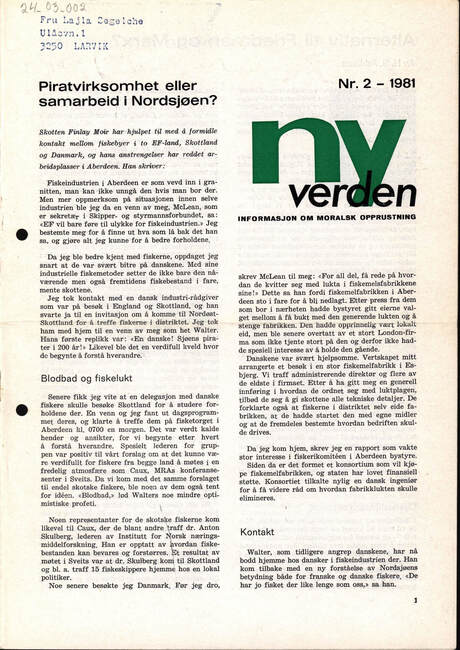 24-03-002
Fru Lajla Segelche
Ulåsvn.1
3250 LARVIK
Piratvirksomhet eller
samarbeid i Nordsjøen?
Skotten Finlay Moir har hjulpet til med å formidle
kontakt mellom fiskebyer i to EF-land, Skottland
og Danmark, og hans anstrengelser har reddet ar-
beidsplasser i Aberdeen. Han skriver:
Fiskeindustrien i Aberdeen er som vevd inn i gra-
nitten, man kan ikke unngå den hvis man bor der.
Men mer oppmerksom på situasjonen innen selve
industrien ble jeg da en venn av meg, McLean, som
er sekretær i Skipper- og styrmannsforbundet, sa:
«EF vil bare føre til ulykke for fiskeindustrien.» Jeg
bestemte meg for å finne ut hva som lå bak det han
sa, og gjøre alt jeg kunne for å bedre forholdene.
Da jeg ble bedre kjent med fiskerne, oppdaget jeg
snart at de var svært bitre på danskene. Med sine
industrielle fiskemetoder setter de ikke bare den nå-
værende men også fremtidens fiskebestand i fare,
mente skottene.
Jeg tok kontakt med en dansk industri-rådgiver
som var på besøk i England og Skottland, og han
svarte ja til en invitasjon om å komme til Nordøst-
Skottland for å treffe fiskerne i distriktet. Jeg tok
ham med hjem til en venn av meg som het Walter.
Hans første replikk var: «En danske! Sjøens pira-
ter i 200 år!» Likevel ble det en verdifull kveld hvor
de begynte å forstå hverandre.
Blodbad og fiskelukt
Senere fikk jeg vite at en delegasjon med danske
fiskere skulle besøke Skottland for å studere for-
holdene der. En venn og jeg fant ut dagsprogram-
met deres, og klarte å treffe dem på fisketorget i
Aberdeen kl. 0700 en morgen. Det var verdt kalde
hender og ansikter, for vi begynte etter hvert
å forstå hverandre. Spesielt lederen for grup-
pen var positiv til vårt forslag om at det kunne væ-
re verdifullt for fiskere fra begge land å møtes i en
fredelig atmosfære som Caux, MRAs konferanse-
senter i Sveits. Da vi kom med det samme forslaget
til endel skotske fiskere, ble noen av dem også tent
for idéen. «Blodbad,» lød Walters noe mindre opti-
mistiske profeti.
Noen representanter for de skotske fiskerne kom
likevel til Caux, der de blant andre traff dr. Anton
Skulberg, lederen av Institutt for Norsk nærings-
middelforskning. Han er opptatt av hvordan fiske-
bestanden kan bevares og forstørres. Et resultat av
møtet i Sveits var at dr. Skulberg kom til Skottland
og bl. a. traff 15 fiskeskippere hjemme hos en lokal
politiker.
Noe senere besøkte jeg Danmark. Før jeg dro,
Nr. 2 – 1981
ny
verden
INFORMASJON OM MORALSK OPPRUSTNING
skrev McLean til meg: «For all del, få rede på hvor-
dan de kvitter seg med lukta i fiskemelfabrikkene
sine!» Dette sa han fordi fiskemelfabrikken i Aber-
deen sto i fare for å bli nedlagt. Etter press fra dem
som bor i nærheten hadde bystyret gitt eierne val-
get mellom å få bukt med den generende lukten og å
stenge fabrikken. Den hadde opprinnelig vært lokalt
eid, men ble senere overtatt av et stort London-fir-
ma som ikke tjente stort på den og derfor ikke had-
de spesiell interesse av å holde den gående.
Danskene var svært hjelpsomme. Vertskapet mitt
arrangerte et besøk i en stor fiskemelfabrikk i Es-
bjerg. Vi traff administrerende direktør og flere av
de eldste i firmaet. Etter å ha gitt meg en generell
innføring i hvordan de ordnet seg med luktplagen,
tilbød de seg å gi skottene alle tekniske detaljer. De
forklarte også at fiskerne i distriktet selv eide fa-
brikken, at de hadde startet den med egne midler
og at de fremdeles bestemte hvordan bedriften skul-
le drives.
Da jeg kom hjem, skrev jeg en rapport som vakte
stor interesse i fiskerikomitéen i Aberdeen bystyre.
Siden da er det formet et konsortium som vil kjø-
pe fiskemelfabrikken, og staten har lovet finansiell
støtte. Konsortiet tilkalte nylig en dansk ingeniør
for å få videre råd om hvordan fabrikklukten skulle
elimineres.
Kontakt
Walter, som tidligere angrep danskene, har nå
bodd hjemme hos dansker i fiskeindustrien der. Han
kom tilbake med en ny forståelse av Nordsjøens
betydning både for franske og danske fiskere. «De
har jo fisket der like lenge som oss,» sa han.
1